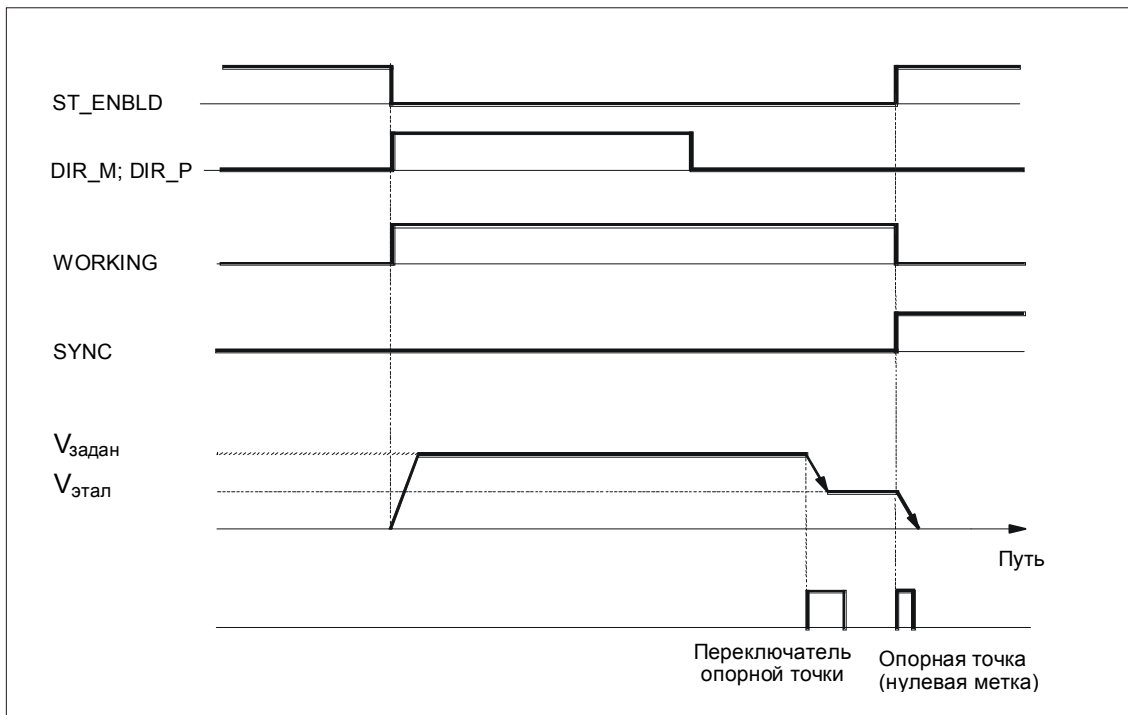 ST_ENBLD
DIR_M; DIR_P
WORKING
SYNC
Vзадан
Vэтал
Путь
Переключатель
опорной точки
Опорная точка
(нулевая метка)